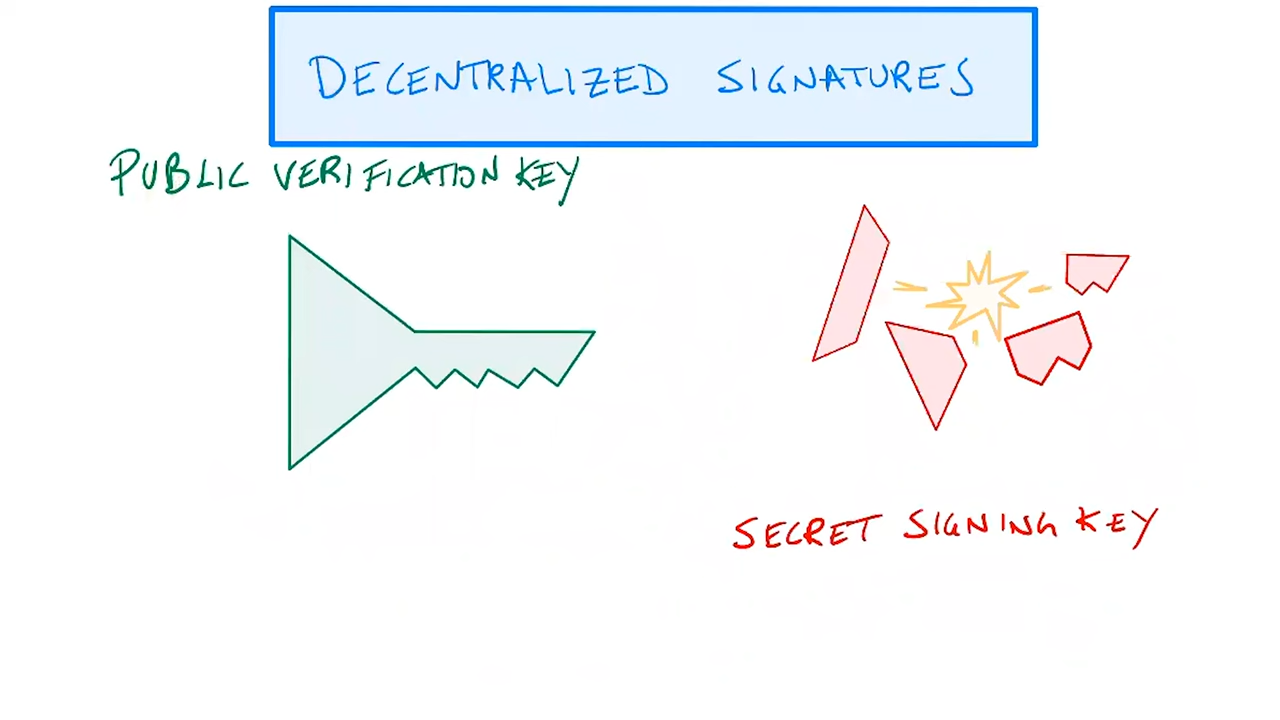 DECENTRALIZED SIGNATURES
PUBLIC VERIFICATION KEY
SECRET SIGNING KEY